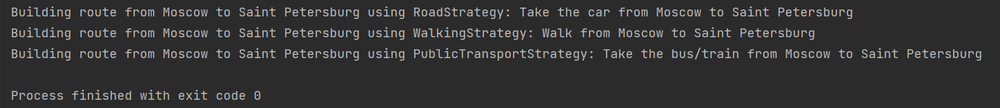 Building route from Moscow to Saint Petersburg using RoadStrategy: Take the car from Moscow to Saint Petersburg
Building route from Moscow to Saint Petersburg using WalkingStrategy: Walk from Moscow to Saint Petersburg
Building route from Moscow to Saint Petersburg using PublicTransportStrategy: Take the bus/train from Moscow to Saint Petersburg
Process finished with exit code 0